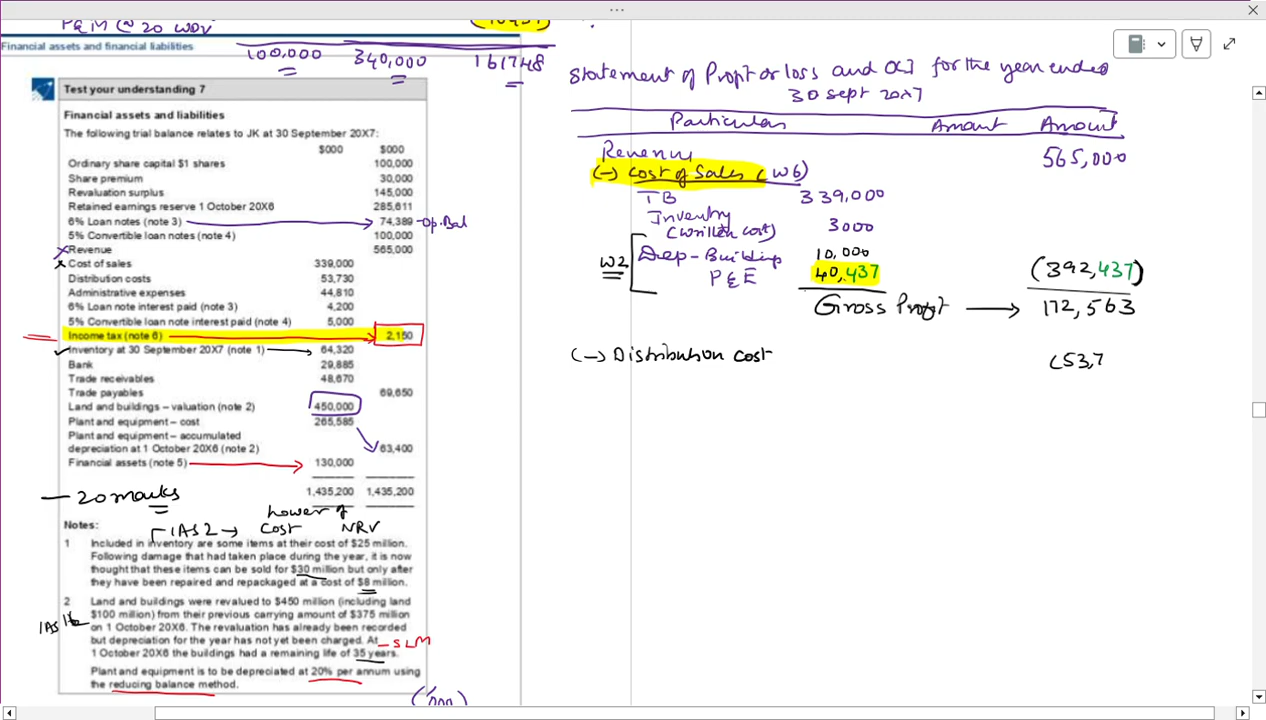 P&M @ 20 WDV
Financial assets and financial liabilities
100,000 340,000 161748
Test your understanding 7
Financial assets and financial liabilities
The following trial balance relates to JK at 30 September 20X7:
$000 $000
Ordinary share capital $1 shares 100,000
Share premium 30,000
Revaluation surplus 145,000
Retained earnings reserve 1 October 20X6 285,611
6% Loan notes (note 3) 74,389 -Op.Bal
5% Convertible loan notes (note 4) 100,000
Revenue 565,000
Cost of sales 339,000
Distribution costs 53,730
Administrative expenses 44,810
6% Loan note interest paid (note 3) 4,200
5% Convertible loan note interest paid (note 4) 5,000
Income tax (note 6) 2,150
Inventory at 30 September 20X7 (note 1) 64,320
Bank 29,885
Trade receivables 48,670
Trade payables 69,650
Land and buildings – valuation (note 2) 450,000
Plant and equipment – cost 265,585
Plant and equipment – accumulated
depreciation at 1 October 20X6 (note 2) 63,400
Financial assets (note 5) 130,000
1,435,200 1,435,200
- 20 marks
Lower of
Notes: IAS 2 → Cost NRV
1 Included in inventory are some items at their cost of $25 million.
Following damage that had taken place during the year, it is now
thought that these items can be sold for $30 million but only after
they have been repaired and repackaged at a cost of $8 million.
2 Land and buildings were revalued to $450 million (including land
$100 million) from their previous carrying amount of $375 million
IAS 16 on 1 October 20X6. The revaluation has already been recorded
but depreciation for the year has not yet been charged. At - SLM
1 October 20X6 the buildings had a remaining life of 35 years.
Plant and equipment is to be depreciated at 20% per annum using
the reducing balance method.
Statement of Profit or loss and OCI for the year ended
30 sept 20x7
Particulars Amount Amount
Revenue 565,000
(-) Cost of Sales (W6)
TB 339,000
Inventory 3000
(written cost)
W2 Dep - Building 10,000
P&E 40,437 (392,437)
Gross Profit → 172,563
(-) Distribution cost (53,7